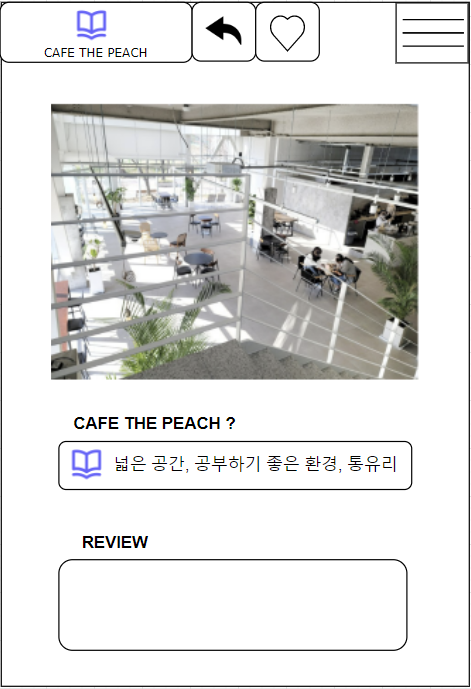 CAFE THE PEACH
CAFE THE PEACH ?
넓은 공간, 공부하기 좋은 환경, 통유리
REVIEW